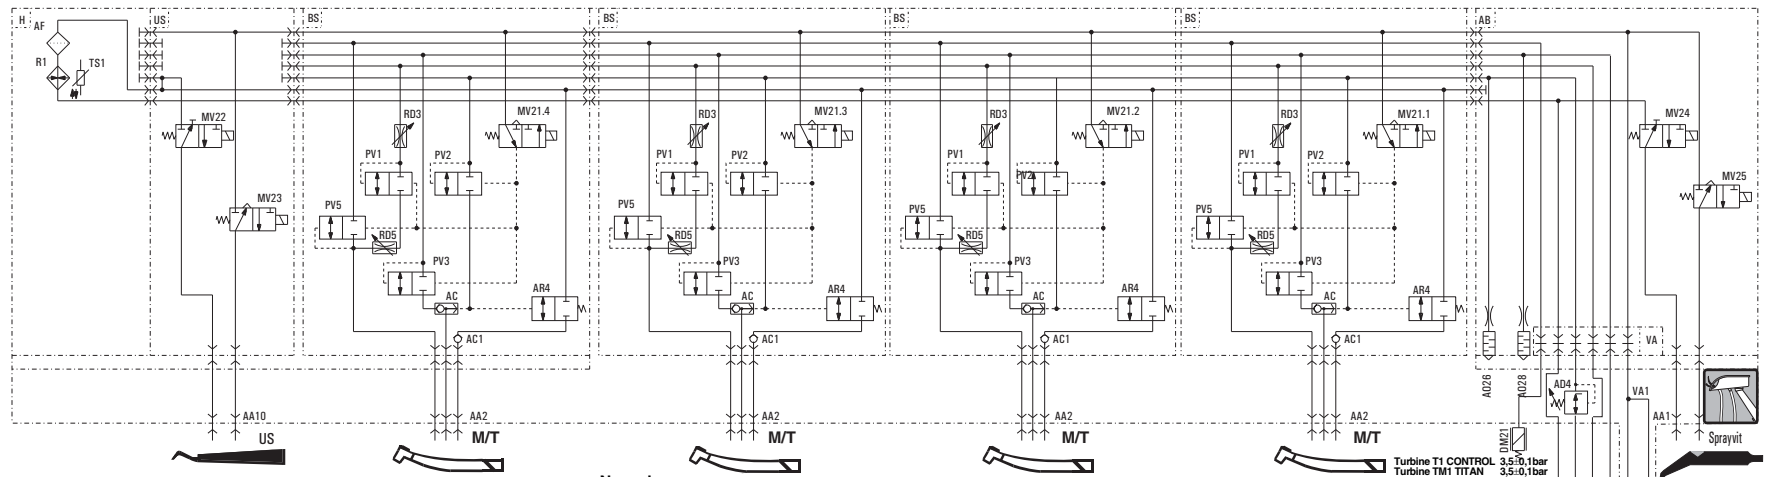 H
US
BS
BS
BS
BS
AB
AF
R1
TS1
MV22
MV23
RD3
MV21.4
PV1
PV2
PV5
RD5
PV3
AC
AR4
AC1
RD3
MV21.3
PV1
PV2
PV5
RD5
PV3
AC
AR4
AC1
RD3
MV21.2
PV1
PV2
PV5
RD5
PV3
AC
AR4
AC1
RD3
MV21.1
PV1
PV2
PV5
RD5
PV3
AC
AR4
AC1
MV24
MV25
VA
AO26
AO28
AD4
VA1
AA10
AA2
AA2
AA2
AA2
AA1
US
M/T
M/T
M/T
M/T
DM21
Sprayvit
Turbine T1 CONTROL 3,5±0,1bar
Turbine TM1 TITAN 3,5±0,1bar